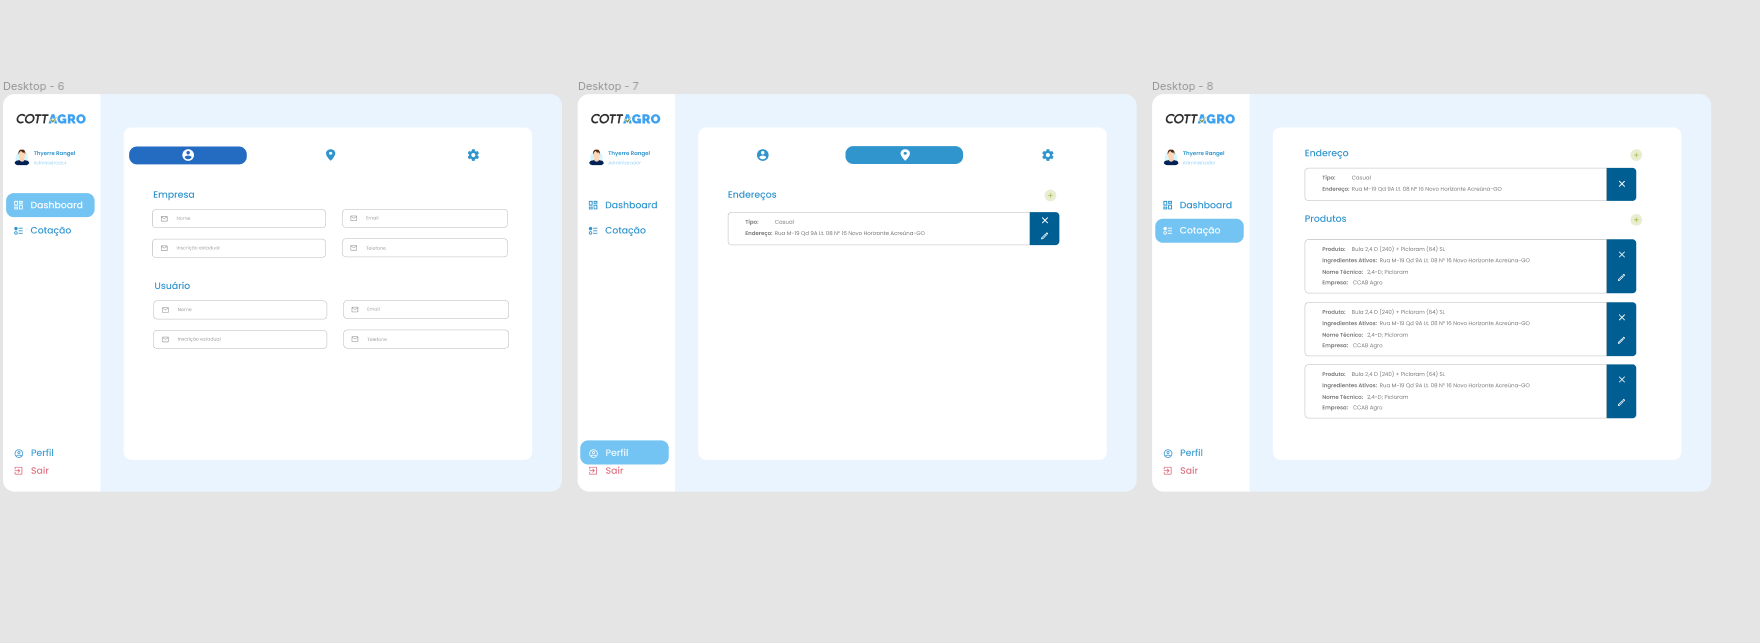 Desktop - 6
COTTAGRO
Thyerre Rangel
Administrador
Dashboard
Cotação
Perfil
Sair
Empresa
Nome
Email
Inscrição estadual
Telefone
Usuário
Nome
Email
Inscrição estadual
Telefone
Desktop - 7
COTTAGRO
Thyerre Rangel
Administrador
Dashboard
Cotação
Perfil
Sair
Endereços
Tipo: Casual
Endereço: Rua M-19 Qd 9A Lt. 08 N° 16 Novo Horizonte Acreúna-GO
Desktop - 8
COTTAGRO
Thyerre Rangel
Administrador
Dashboard
Cotação
Perfil
Sair
Endereço
Tipo: Casual
Endereço: Rua M-19 Qd 9A Lt. 08 N° 16 Novo Horizonte Acreúna-GO
Produtos
Produto: Bula 2,4 D (240) + Picloram (64) SL
Ingredientes Ativos: Rua M-19 Qd 9A Lt. 08 N° 16 Novo Horizonte Acreúna-GO
Nome Técnico: 2,4-D; Picloram
Empresa: CCAB Agro
Produto: Bula 2,4 D (240) + Picloram (64) SL
Ingredientes Ativos: Rua M-19 Qd 9A Lt. 08 N° 16 Novo Horizonte Acreúna-GO
Nome Técnico: 2,4-D; Picloram
Empresa: CCAB Agro
Produto: Bula 2,4 D (240) + Picloram (64) SL
Ingredientes Ativos: Rua M-19 Qd 9A Lt. 08 N° 16 Novo Horizonte Acreúna-GO
Nome Técnico: 2,4-D; Picloram
Empresa: CCAB Agro